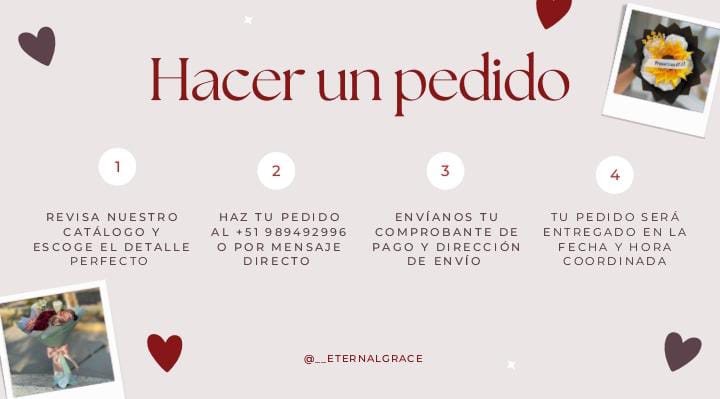 Hacer un pedido
1
REVISA NUESTRO
CATÁLOGO Y
ESCOGE EL DETALLE
PERFECTO
2
HAZ TU PEDIDO
AL +51 989492996
O POR MENSAJE
DIRECTO
3
ENVÍANOS TU
COMPROBANTE DE
PAGO Y DIRECCIÓN
DE ENVÍO
4
TU PEDIDO SERÁ
ENTREGADO EN LA
FECHA Y HORA
COORDINADA
@__ETERNALGRACE